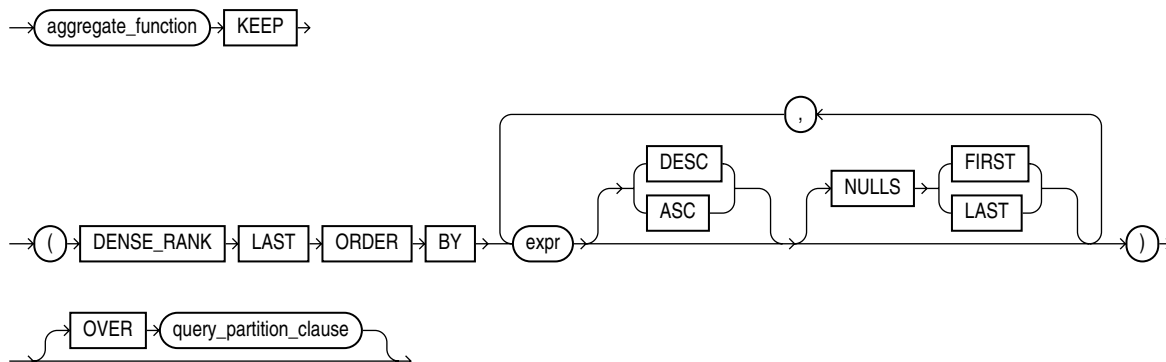 aggregate_function KEEP
,
DESC FIRST
NULLS
ASC LAST
( DENSE_RANK LAST ORDER BY expr )
OVER query_partition_clause